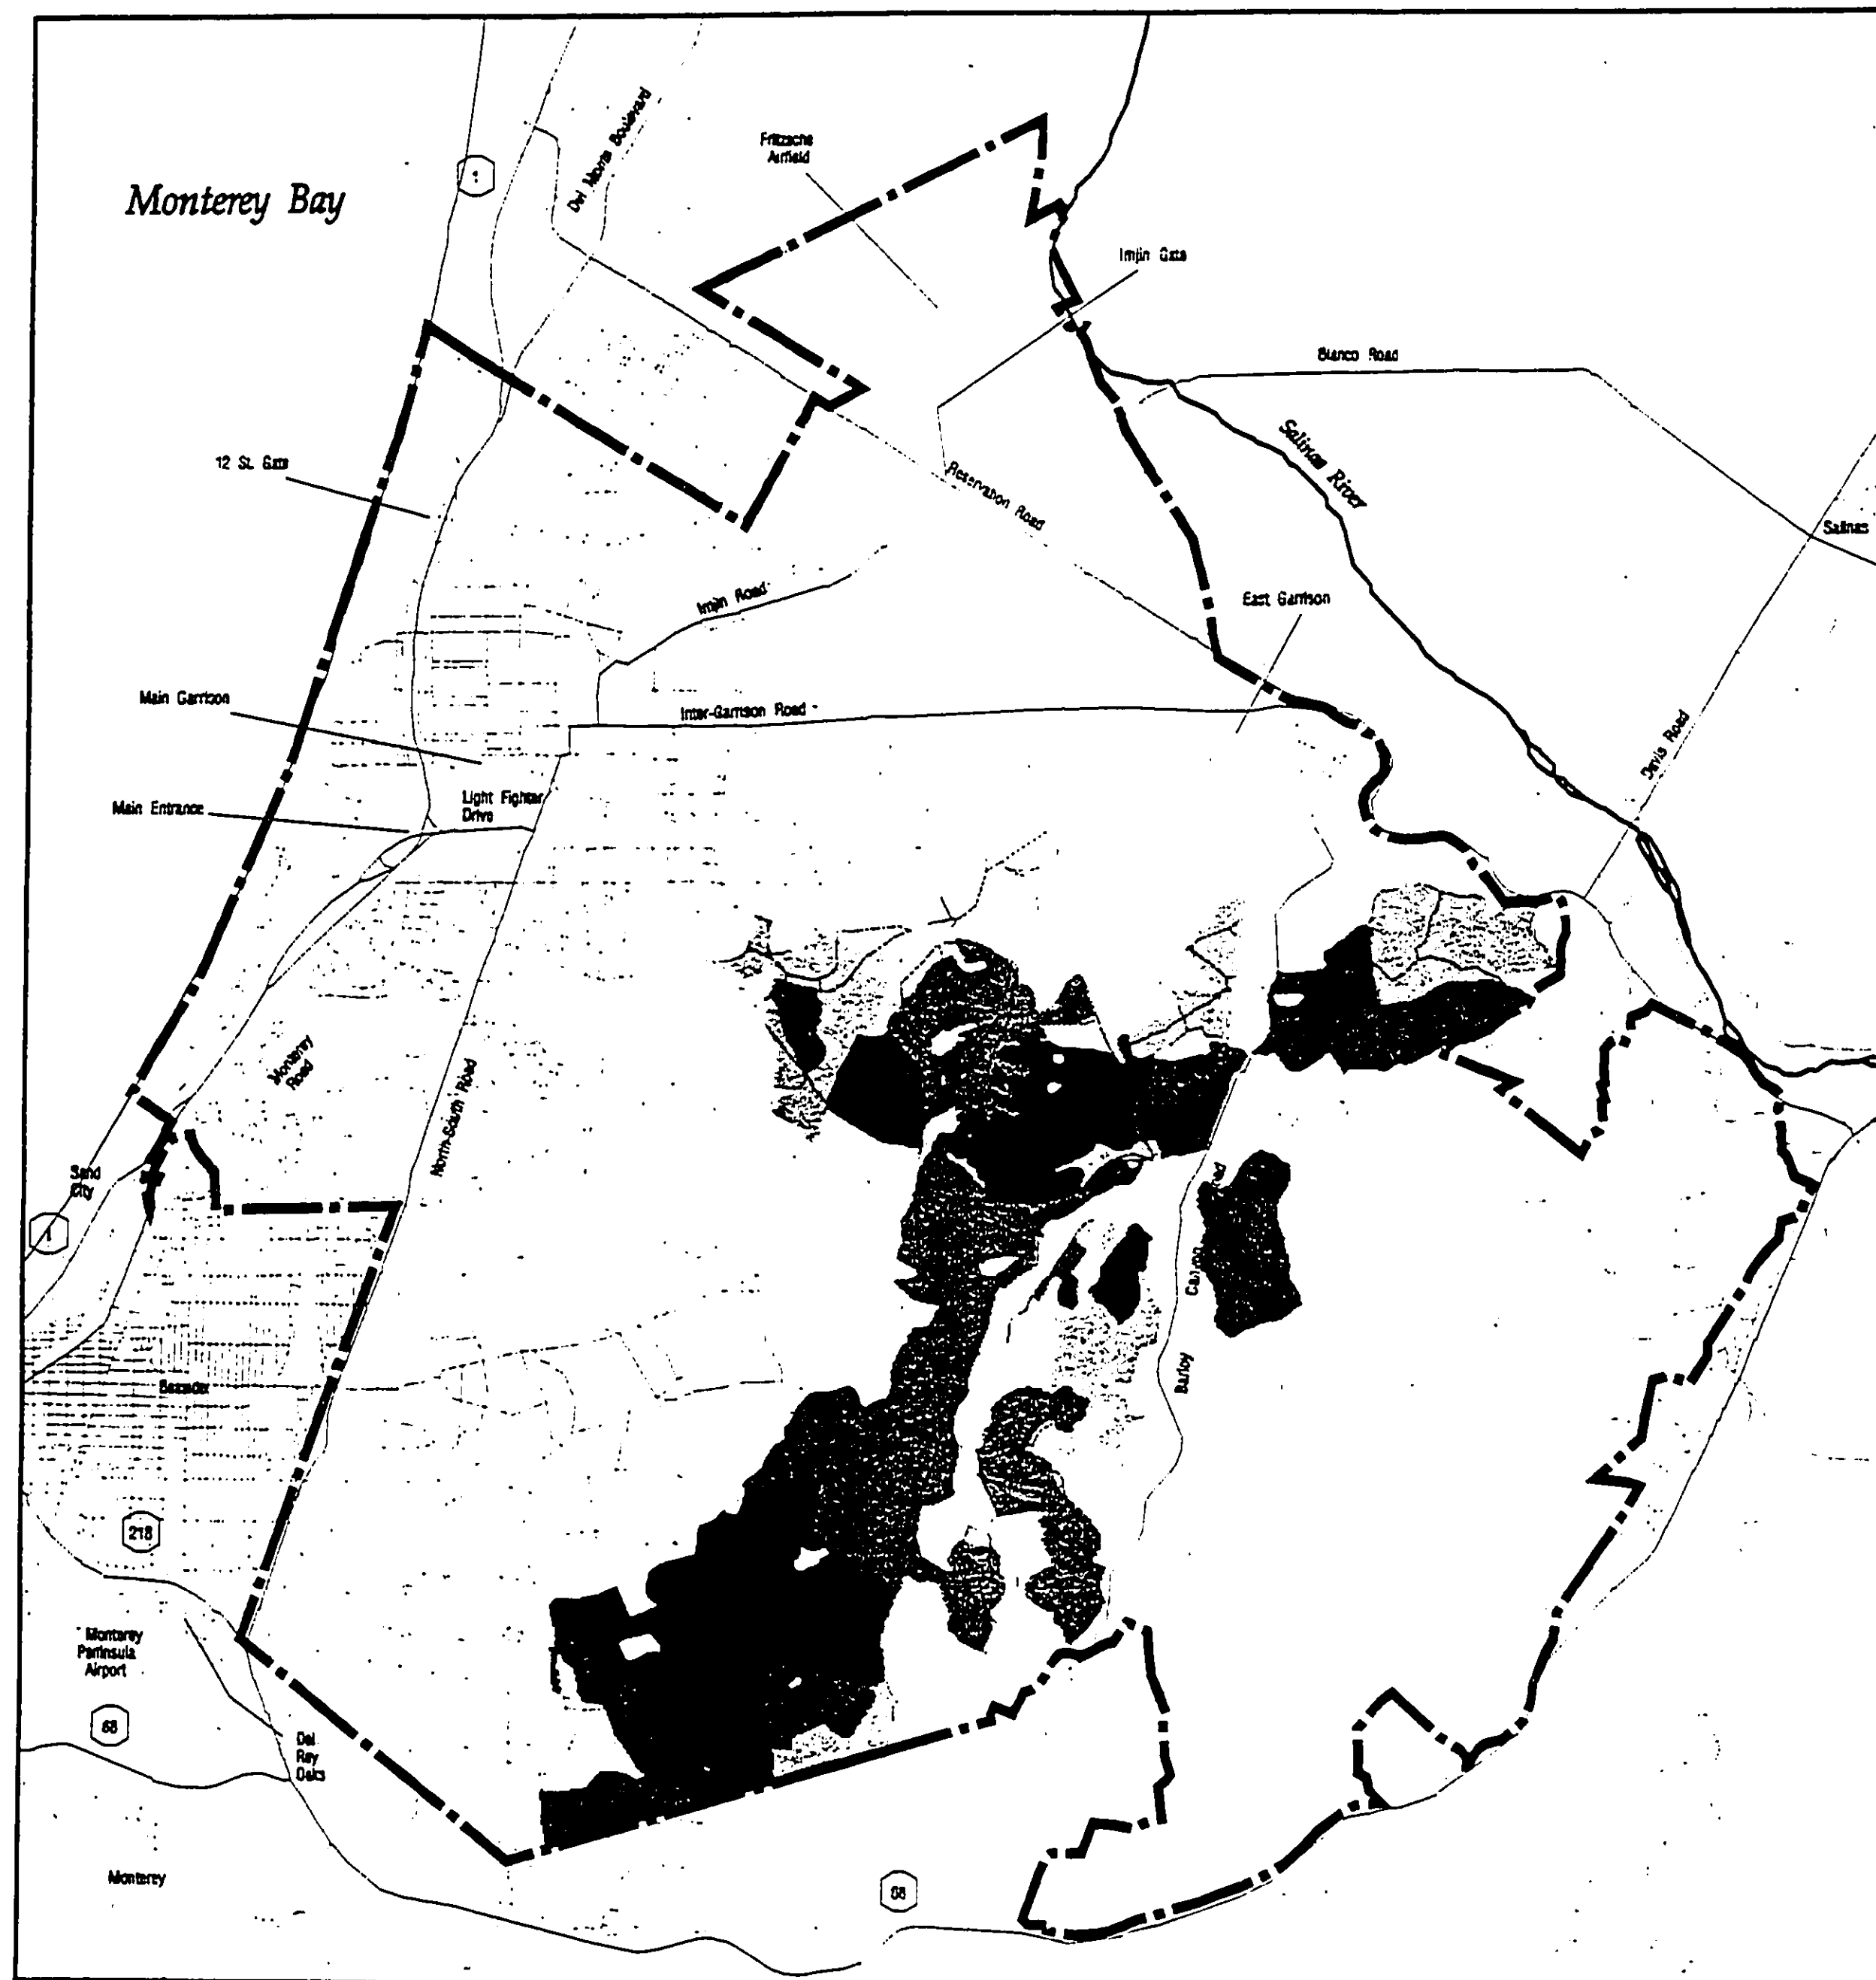 Monterey Bay
1
Del Monte Boulevard
Fritzsche
Airfield
Imjin Gate
Blanco Road
Salinas River
12 St. Gate
Reservation Road
Salinas
Imjin Road
East Garrison
Main Garrison
Inter-Garrison Road
Davis Road
Main Entrance
Light Fighter
Drive
Monterey
Road
North-South Road
Sand
City
1
Barloy Canyon
218
Monterey
Peninsula
Airport
68
Del
Rey
Oaks
Monterey
68